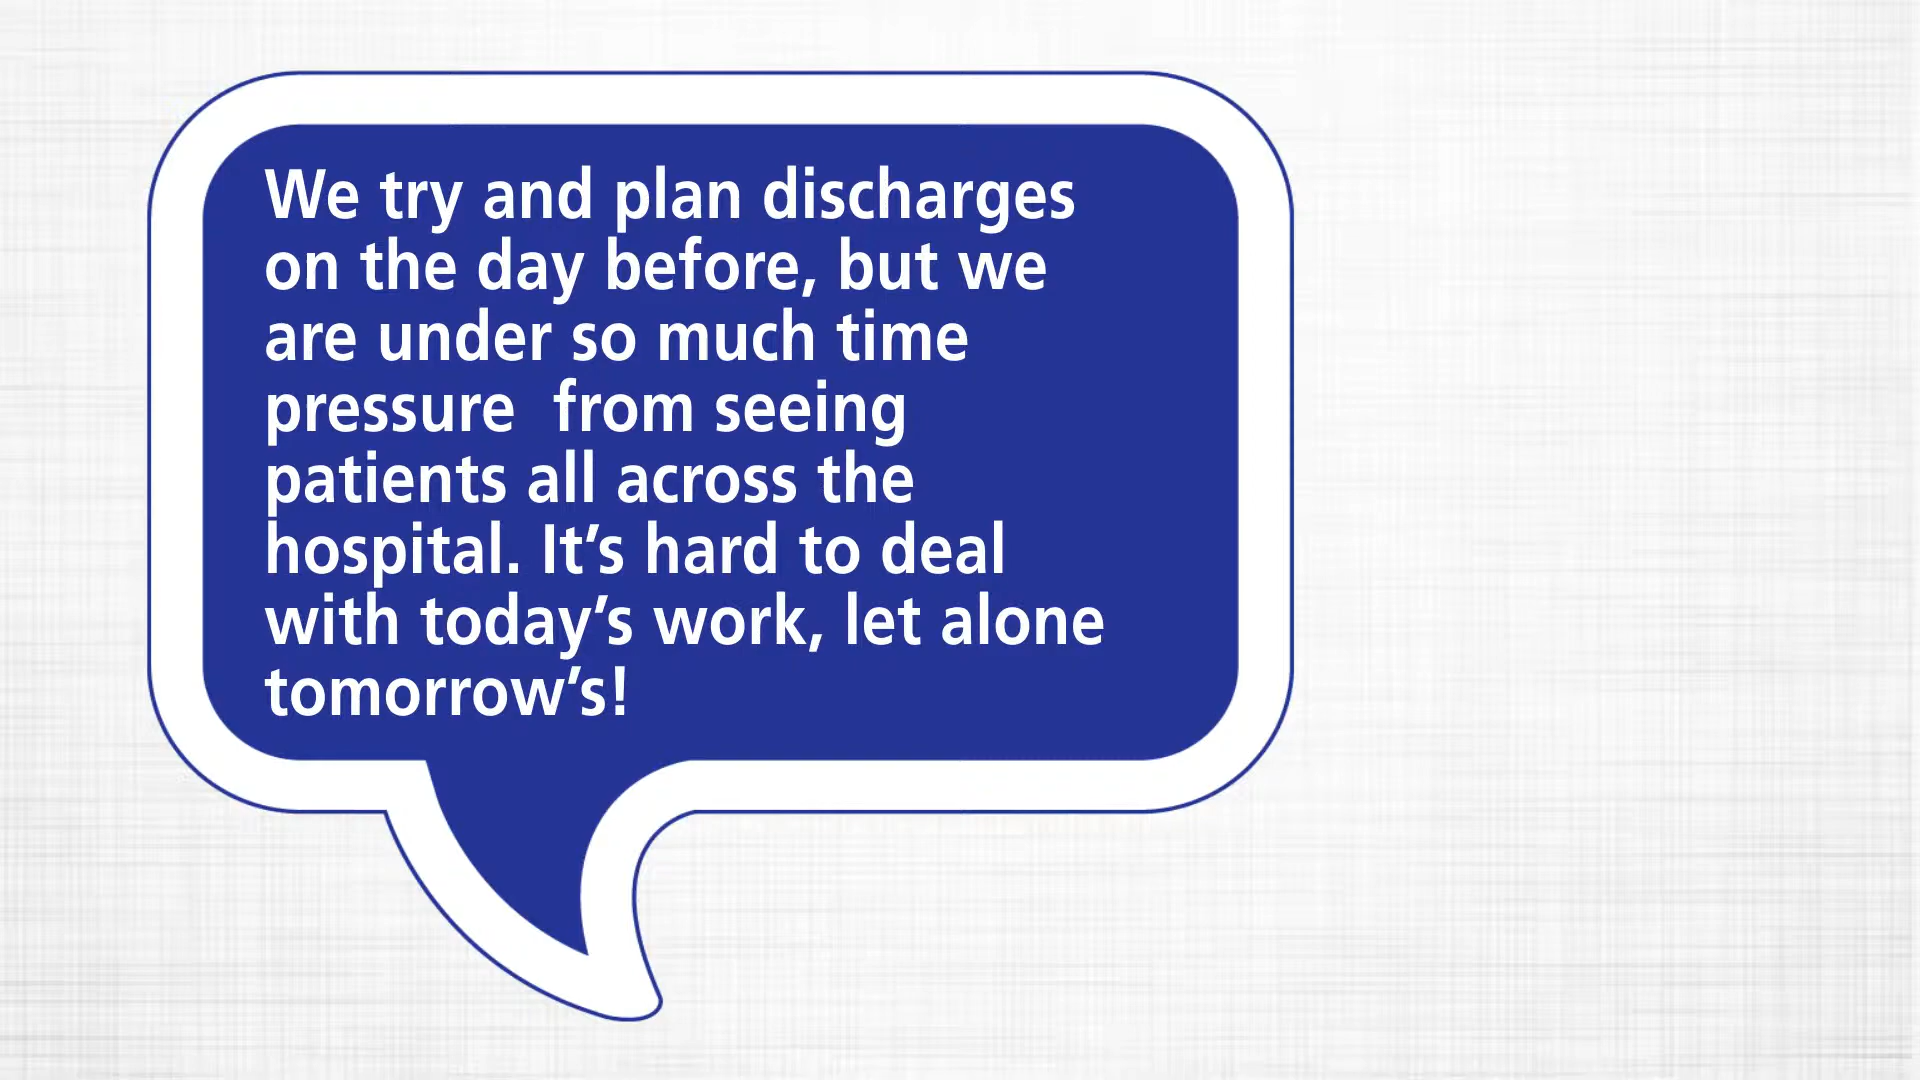 We try and plan discharges
on the day before, but we
are under so much time
pressure  from seeing
patients all across the
hospital. It’s hard to deal
with today’s work, let alone
tomorrow’s!